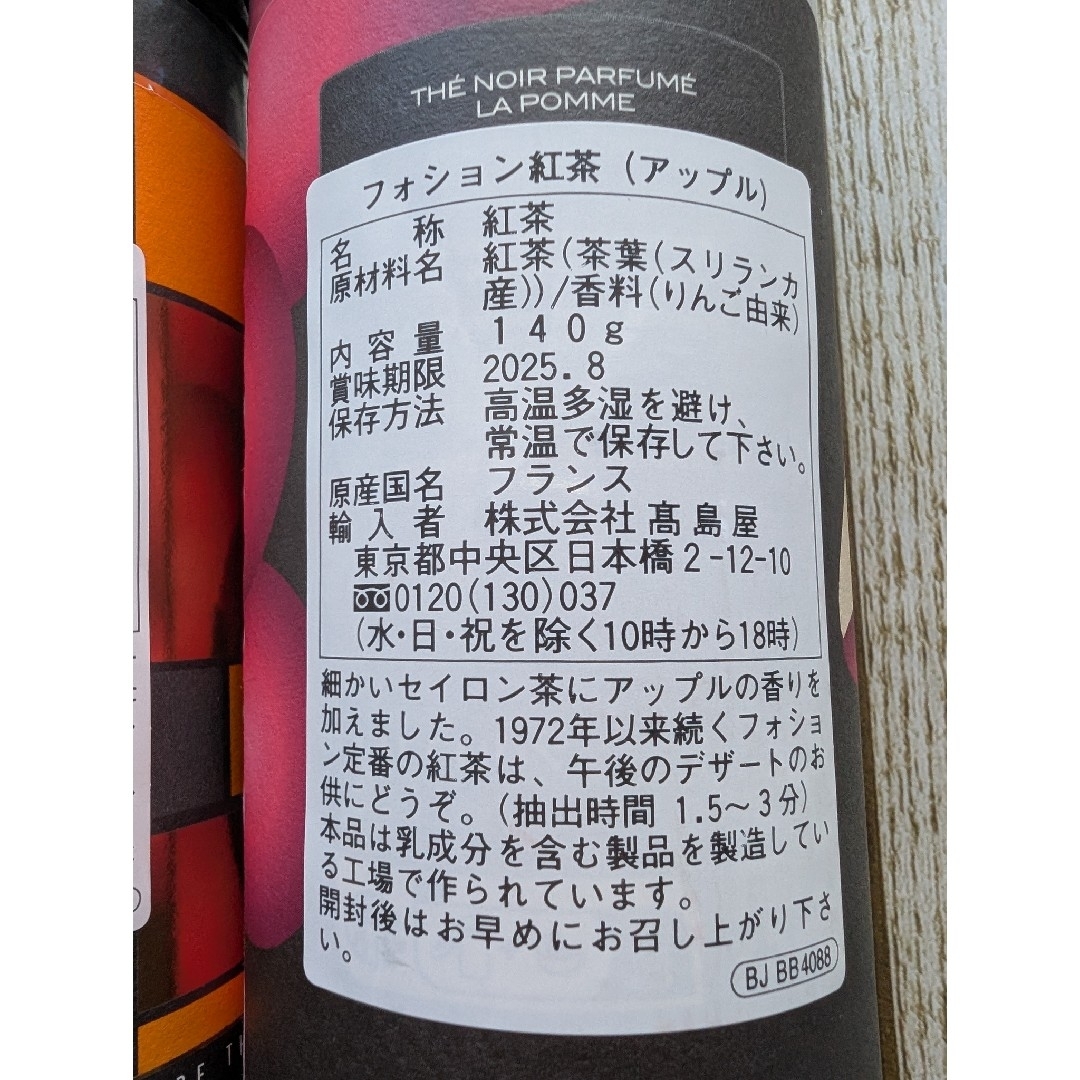 THÉ NOIR PARFUMÉ
LA POMME
フォション紅茶（アップル）
名称 紅茶
原材料名 紅茶(茶葉(スリランカ
産))/香料(りんご由来)
内容量 140g
賞味期限 2025.8
保存方法 高温多湿を避け、
常温で保存して下さい。
原産国名 フランス
輸入者 株式会社髙島屋
東京都中央区日本橋2-12-10
0120(130)037
(水・日・祝を除く10時から18時)
細かいセイロン茶にアップルの香りを
加えました。1972年以来続くフォショ
ン定番の紅茶は、午後のデザートのお
供にどうぞ。(抽出時間 1.5～3分)
本品は乳成分を含む製品を製造してい
る工場で作られています。
開封後はお早めにお召し上がり下さ
い。
BJ BB4088